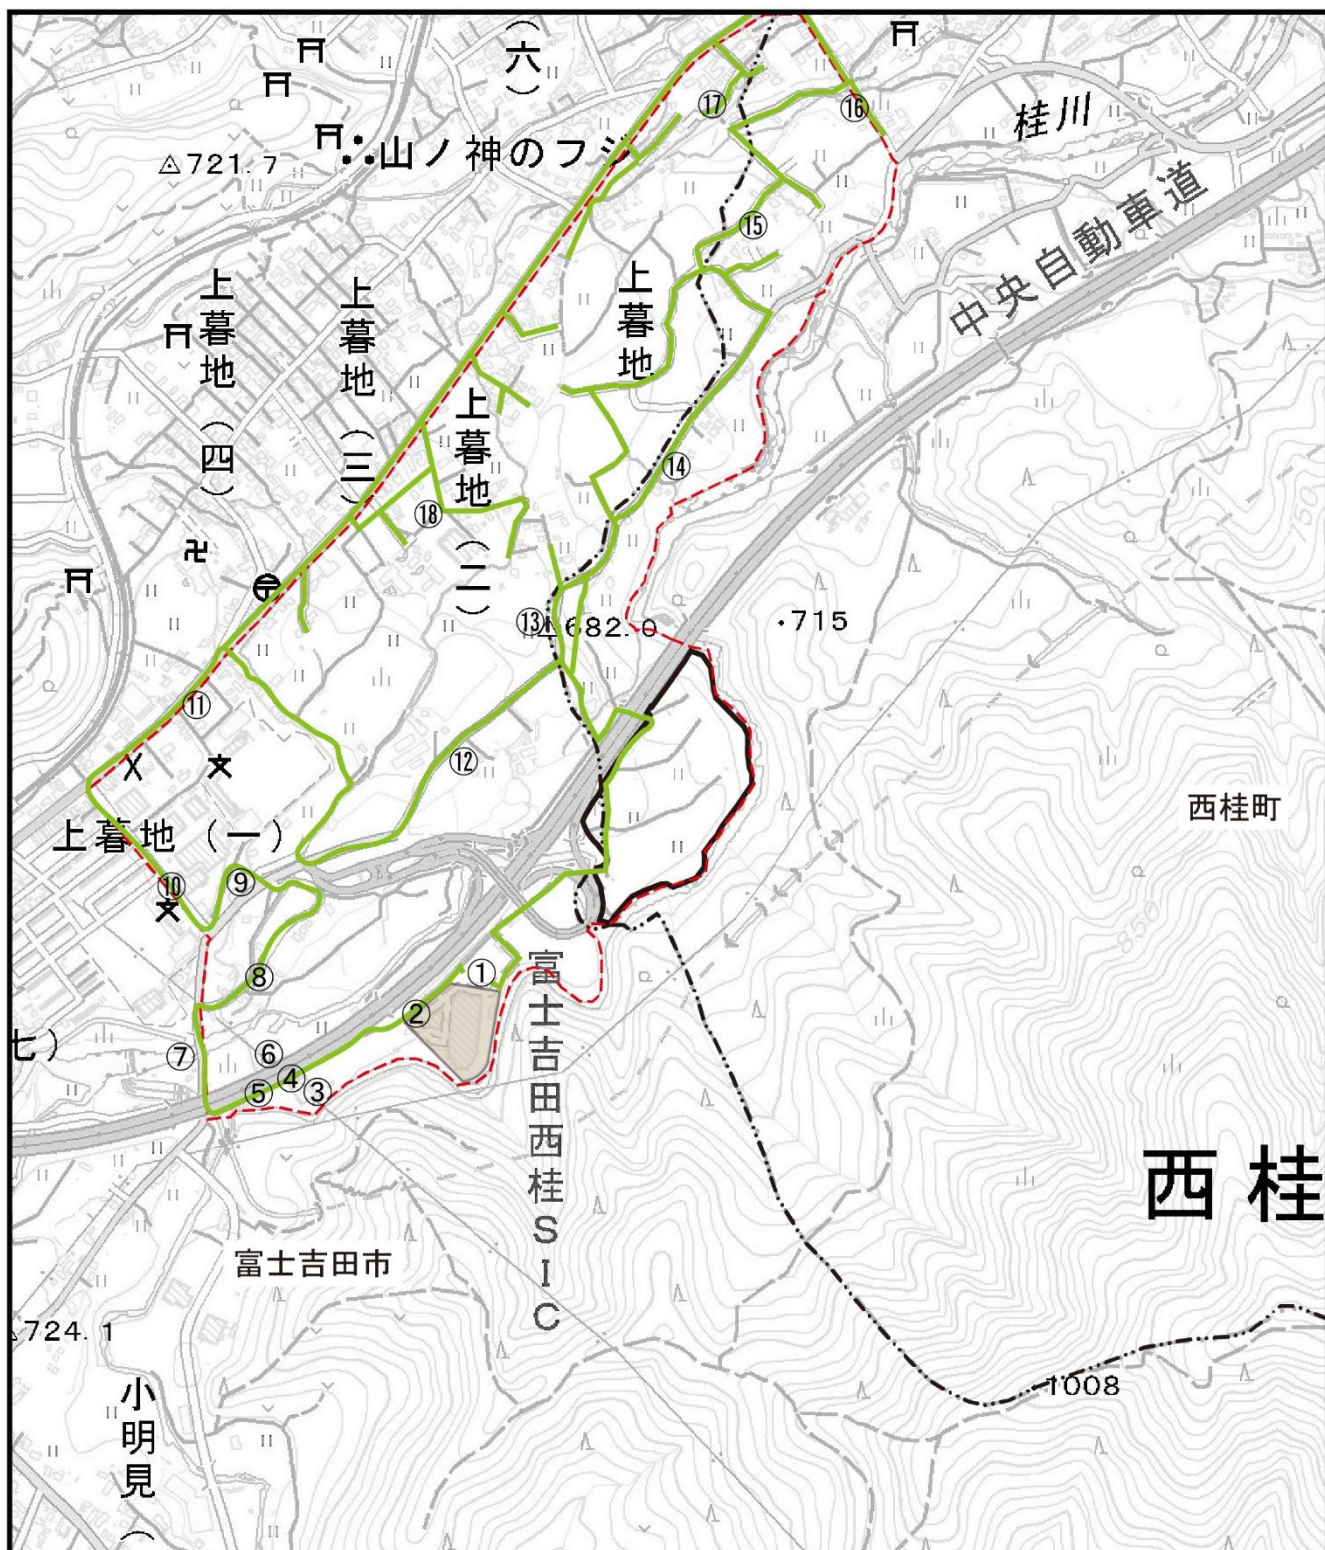 (六)
⑰
⑯
桂川
山ノ神のフジ
721.7
中央自動車道
⑮
上暮地
上暮地(四)
上暮地(三)
上暮地(二)
⑭
⑱
⑬
682.0
715
⑪
⑫
西桂町
上暮地(一)
⑩
⑨
⑧
①
②
富士吉田西桂SIC
七)
⑦
⑥
⑤
④
③
西桂
富士吉田市
724.1
1008
小明見(